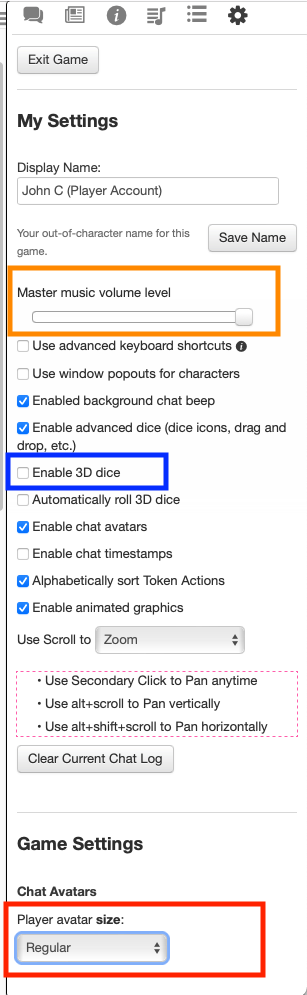 Exit Game
My Settings
Display Name:
John C (Player Account)
Your out-of-character name for this
game.
Save Name
Master music volume level
Use advanced keyboard shortcuts
Use window popouts for characters
Enabled background chat beep
Enable advanced dice (dice icons, drag and
drop, etc.)
Enable 3D dice
Automatically roll 3D dice
Enable chat avatars
Enable chat timestamps
Alphabetically sort Token Actions
Enable animated graphics
Use Scroll to Zoom
• Use Secondary Click to Pan anytime
• Use alt+scroll to Pan vertically
• Use alt+shift+scroll to Pan horizontally
Clear Current Chat Log
Game Settings
Chat Avatars
Player avatar size:
Regular